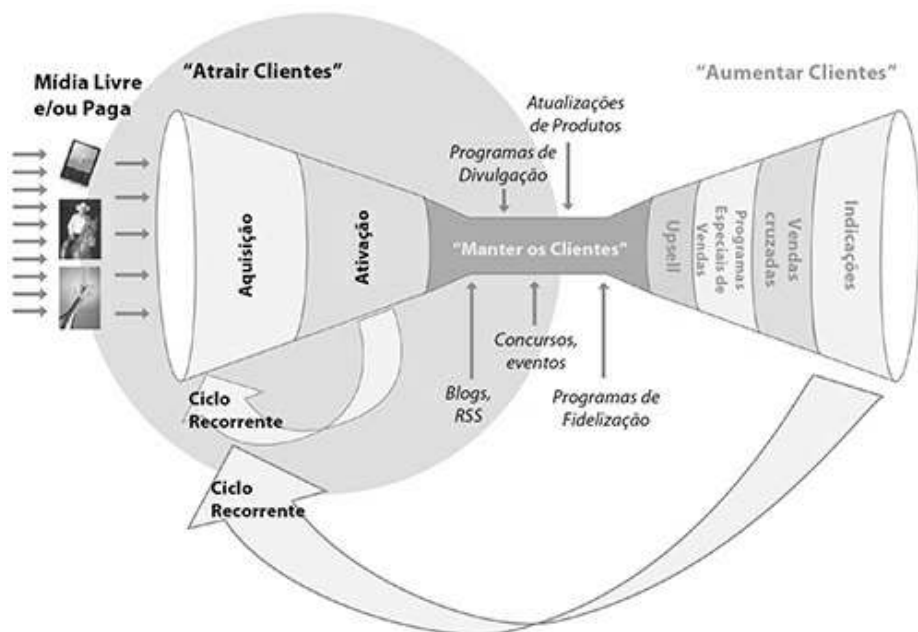 Mídia Livre
e/ou Paga
“Atrair Clientes”
“Aumentar Clientes”
Atualizações
de Produtos
Programas de
Divulgação
Aquisição
Ativação
“Manter os Clientes”
Upsell
Programas
Especiais de
Vendas
Vendas
cruzadas
Indicações
Concursos,
eventos
Blogs,
RSS
Programas de
Fidelização
Ciclo
Recorrente
Ciclo
Recorrente